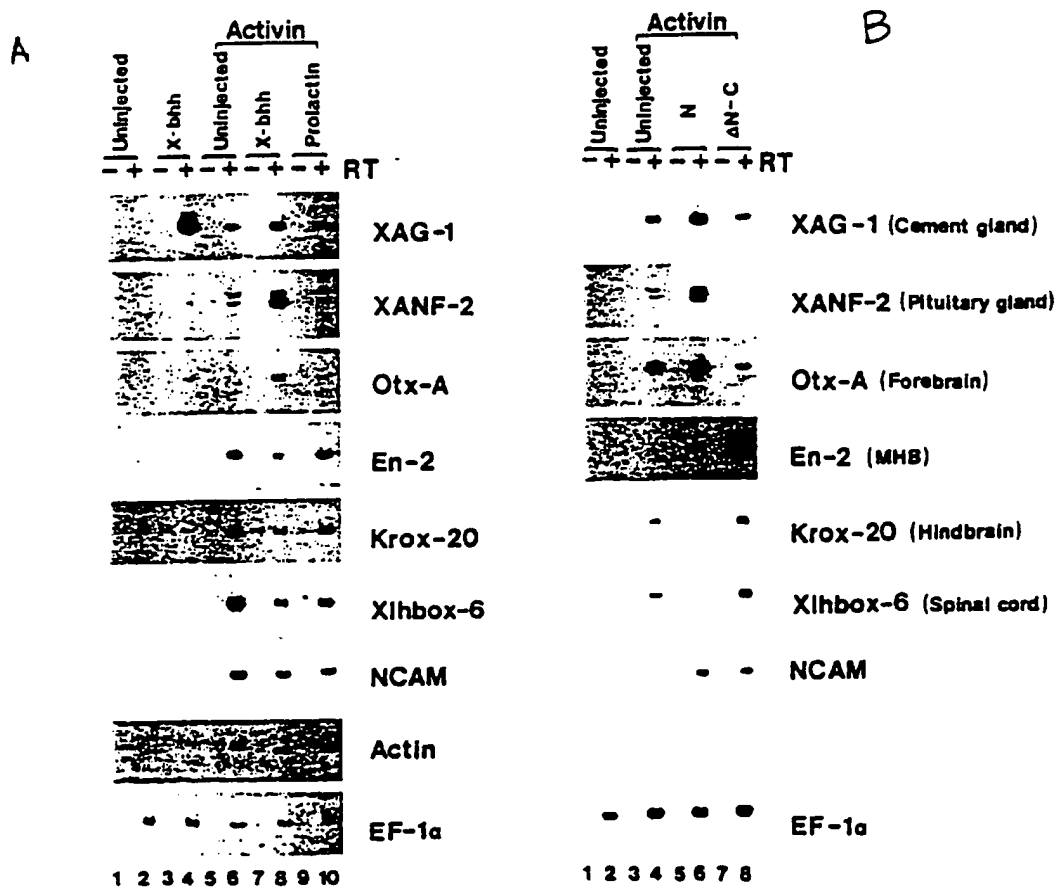 A
Activin
Uninjected
X-bhh
Uninjected
X-bhh
Prolactin
- + - + - + - + - + RT
XAG-1
XANF-2
Otx-A
En-2
Krox-20
Xlhbox-6
NCAM
Actin
EF-1α
1 2 3 4 5 6 7 8 9 10
B
Activin
Uninjected
Uninjected
N
ΔN-C
- + - + - + - + RT
XAG-1 (Cement gland)
XANF-2 (Pituitary gland)
Otx-A (Forebrain)
En-2 (MHB)
Krox-20 (Hindbrain)
Xlhbox-6 (Spinal cord)
NCAM
EF-1α
1 2 3 4 5 6 7 8